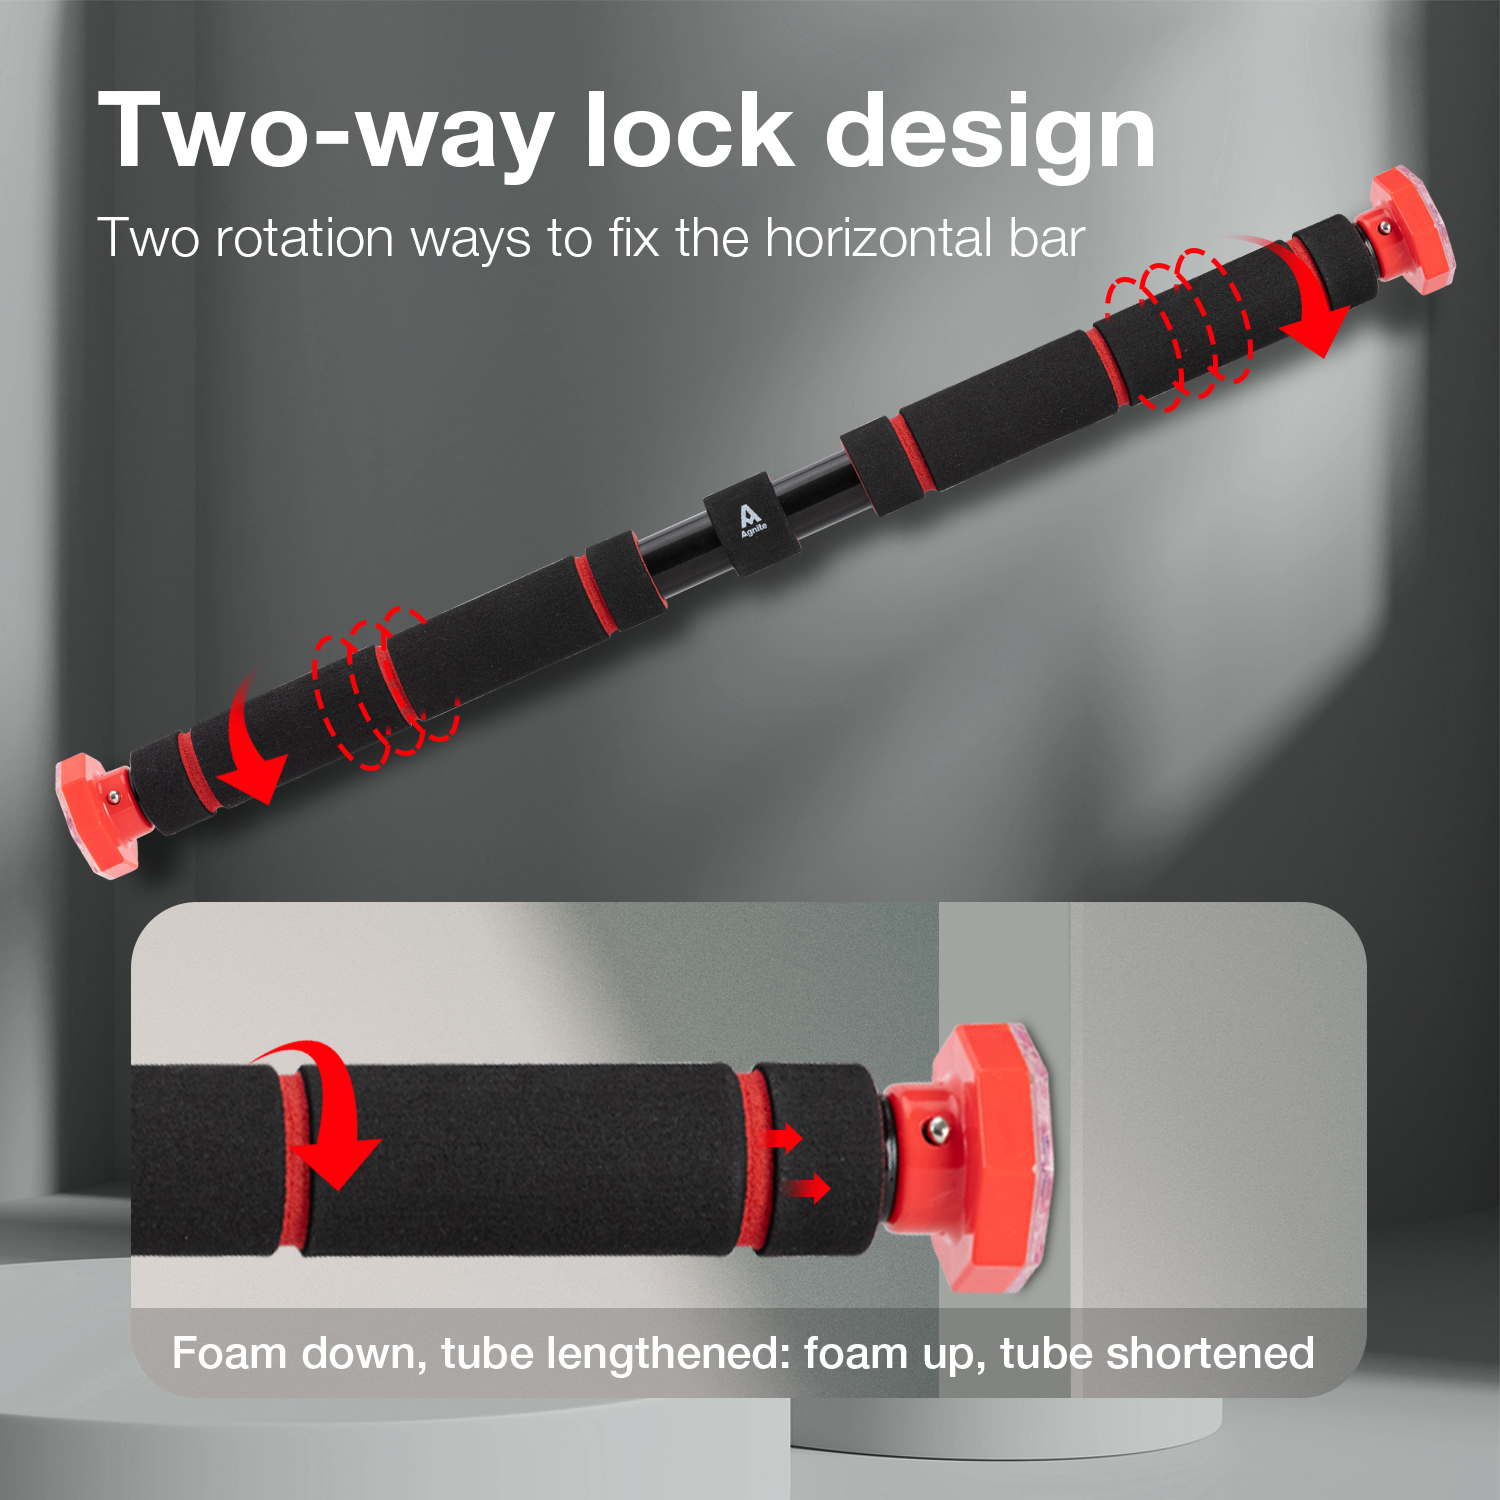 Two-way lock design
Two rotation ways to fix the horizontal bar
Agnite
Foam down, tube lengthened: foam up, tube shortened